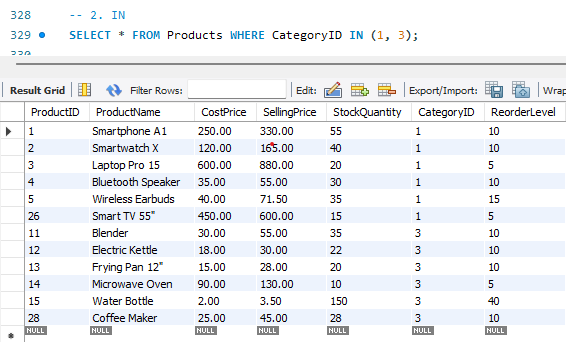 328 -- 2. IN
329 SELECT * FROM Products WHERE CategoryID IN (1, 3);
Result Grid Filter Rows: Edit: Export/Import: Wrap
ProductID ProductName CostPrice SellingPrice StockQuantity CategoryID ReorderLevel
1 Smartphone A1 250.00 330.00 55 1 10
2 Smartwatch X 120.00 165.00 40 1 10
3 Laptop Pro 15 600.00 880.00 20 1 5
4 Bluetooth Speaker 35.00 55.00 30 1 10
5 Wireless Earbuds 40.00 71.50 35 1 15
26 Smart TV 55" 450.00 600.00 15 1 5
11 Blender 30.00 55.00 35 3 10
12 Electric Kettle 18.00 30.00 22 3 10
13 Frying Pan 12" 15.00 28.00 20 3 10
14 Microwave Oven 90.00 130.00 10 3 5
15 Water Bottle 2.00 3.50 150 3 40
28 Coffee Maker 25.00 45.00 28 3 10
NULL NULL NULL NULL NULL NULL NULL